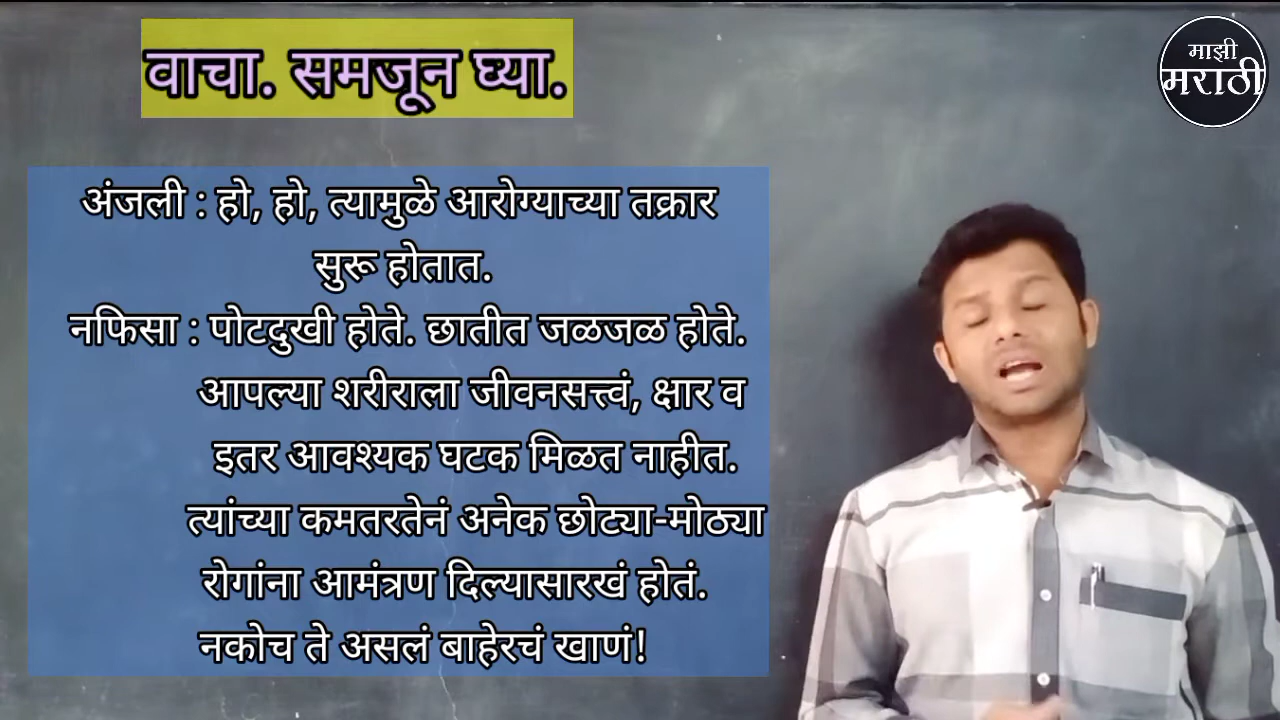 वाचा. समजून घ्या.
माझी
मराठी
अंजली : हो, हो, त्यामुळे आरोग्याच्या तक्रार
सुरू होतात.
नफिसा : पोटदुखी होते. छातीत जळजळ होते.
आपल्या शरीराला जीवनसत्त्वं, क्षार व
इतर आवश्यक घटक मिळत नाहीत.
त्यांच्या कमतरतेनं अनेक छोट्या-मोठ्या
रोगांना आमंत्रण दिल्यासारखं होतं.
नकोच ते असलं बाहेरचं खाणं!